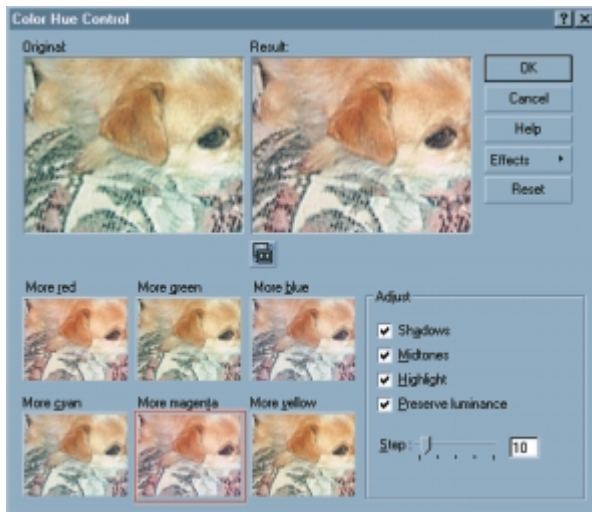 Color Hue Control
? ×
Original:
Result:
OK
Cancel
Help
Effects
Reset
More red
More green
More blue
More cyan
More magenta
More yellow
Adjust
Shadows
Midtones
Highlight
Preserve luminance
Step:
10